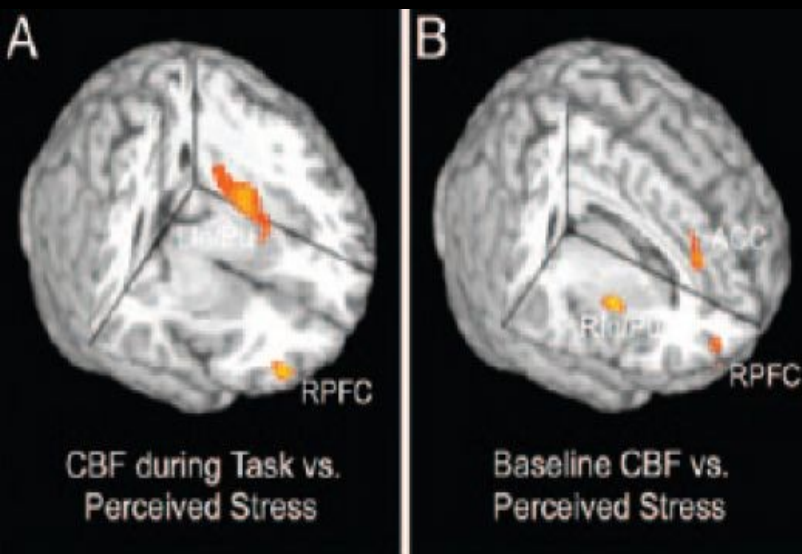 A
RPFC
CBF during Task vs.
Perceived Stress
B
ACC
RPFC
Baseline CBF vs.
Perceived Stress